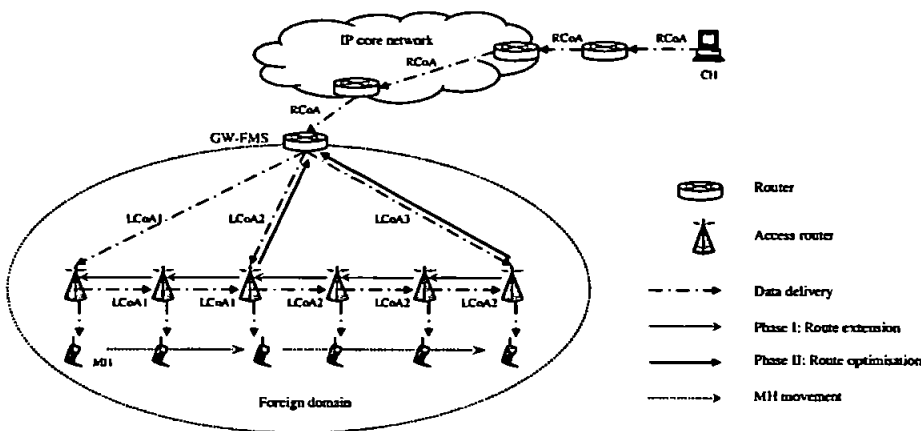 IP core network
RCoA
RCoA
RCoA
CH
RCoA
GW-FMS
LCoA1
LCoA2
LCoA3
LCoA1
LCoA1
LCoA2
LCoA2
LCoA2
MH
Foreign domain
Router
Access router
Data delivery
Phase I: Route extension
Phase II: Route optimisation
MH movement